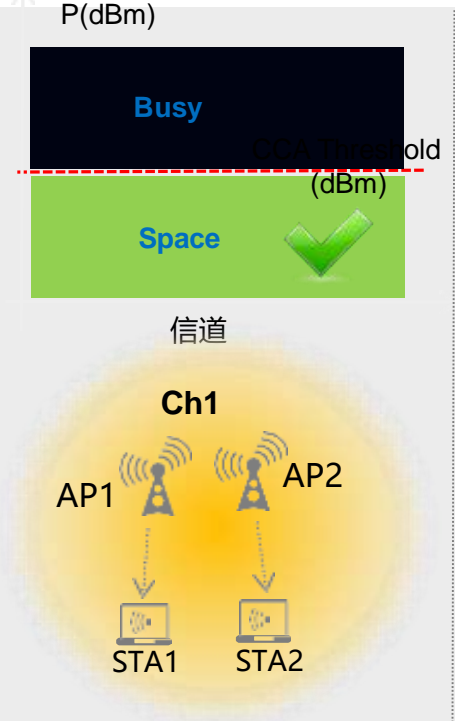 P(dBm)
Busy
CCA Threshold
(dBm)
Space
信道
Ch1
AP1
AP2
STA1
STA2